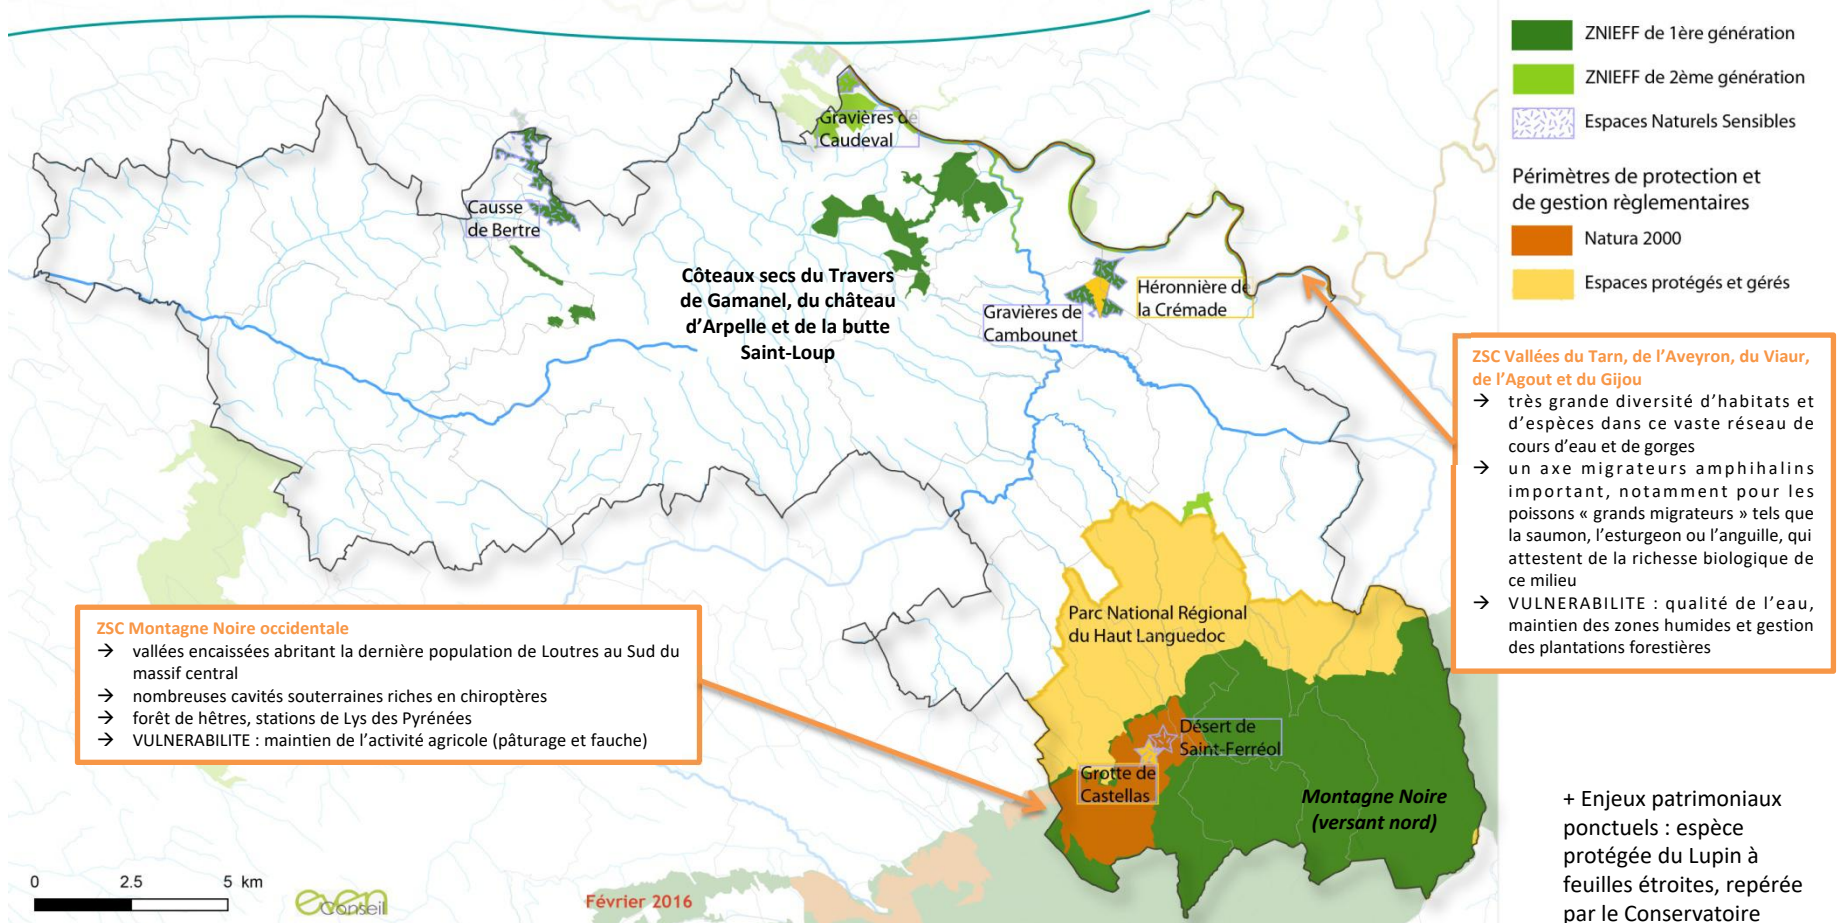 ZNIEFF de 1ère génération
ZNIEFF de 2ème génération
Espaces Naturels Sensibles
Périmètres de protection et
de gestion règlementaires
Natura 2000
Espaces protégés et gérés
Gravières de
Caudeval
Causse
de Bertre
Côteaux secs du Travers
de Gamanel, du château
d'Arpelle et de la butte
Saint-Loup
Héronnière de
la Crémade
Gravières de
Cambounet
ZSC Vallées du Tarn, de l'Aveyron, du Viaur,
de l'Agout et du Gijou
→ très grande diversité d'habitats et
d'espèces dans ce vaste réseau de
cours d'eau et de gorges
→ un axe migrateurs amphihalins
important, notamment pour les
poissons « grands migrateurs » tels que
la saumon, l'esturgeon ou l'anguille, qui
attestent de la richesse biologique de
ce milieu
→ VULNERABILITE : qualité de l'eau,
maintien des zones humides et gestion
des plantations forestières
Parc National Régional
du Haut Languedoc
ZSC Montagne Noire occidentale
→ vallées encaissées abritant la dernière population de Loutres au Sud du
massif central
→ nombreuses cavités souterraines riches en chiroptères
→ forêt de hêtres, stations de Lys des Pyrénées
→ VULNERABILITE : maintien de l'activité agricole (pâturage et fauche)
Désert de
Saint-Ferréol
Grotte de
Castellas
Montagne Noire
(versant nord)
+ Enjeux patrimoniaux
ponctuels : espèce
protégée du Lupin à
feuilles étroites, repérée
par le Conservatoire
0 2.5 5 km
even
Conseil
Février 2016